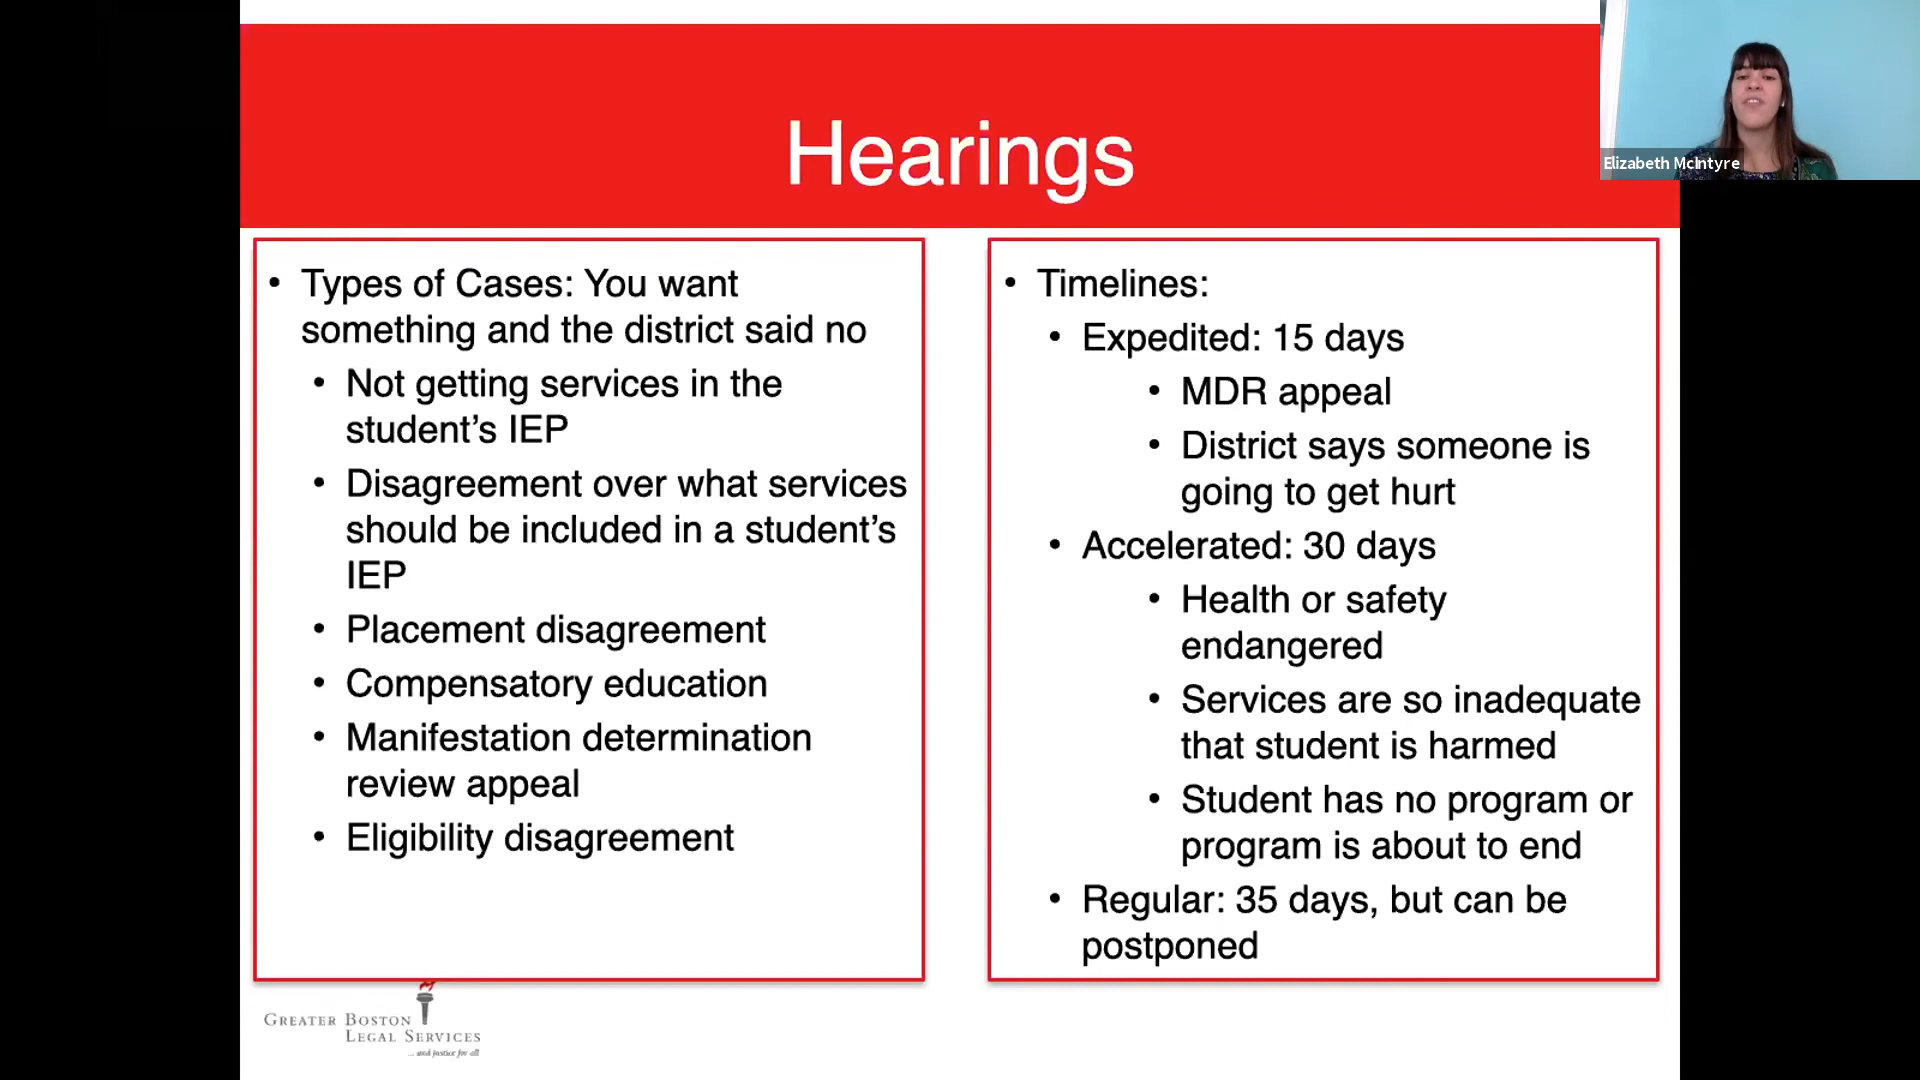 Hearings
Elizabeth McIntyre
• Types of Cases: You want
something and the district said no
• Not getting services in the
student’s IEP
• Disagreement over what services
should be included in a student’s
IEP
• Placement disagreement
• Compensatory education
• Manifestation determination
review appeal
• Eligibility disagreement
• Timelines:
• Expedited: 15 days
• MDR appeal
• District says someone is
going to get hurt
• Accelerated: 30 days
• Health or safety
endangered
• Services are so inadequate
that student is harmed
• Student has no program or
program is about to end
• Regular: 35 days, but can be
postponed
GREATER BOSTON
LEGAL SERVICES
... and justice for all